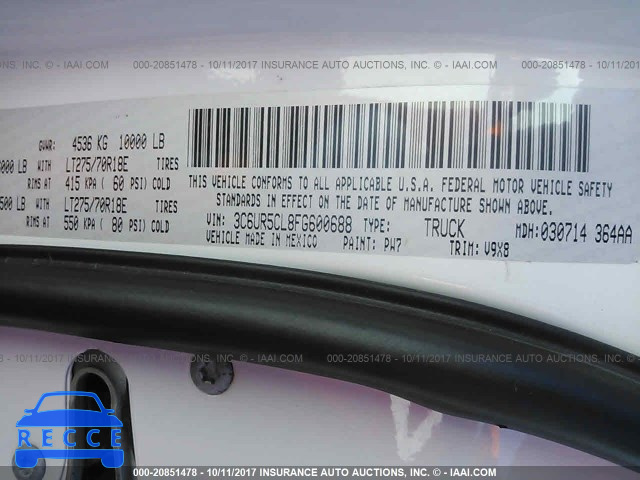 000-20851478 - 10/11/2017 INSURANCE AUTO AUCTIONS, INC. - © - IAAI.COM
GVWR: 4536 KG 10000 LB
000 LB WITH LT275/70R18E TIRES
RIMS AT 415 KPA ( 60 PSI) COLD
500 LB WITH LT275/70R18E TIRES
RIMS AT 550 KPA ( 80 PSI) COLD
THIS VEHICLE CONFORMS TO ALL APPLICABLE U.S.A. FEDERAL MOTOR VEHICLE SAFETY
STANDARDS IN EFFECT ON THE DATE OF MANUFACTURE SHOWN ABOVE.
VIN: 3C6UR5CL8FG600688 TYPE: TRUCK MDH: 030714 364AA
VEHICLE MADE IN MEXICO PAINT: PW7 TRIM: V9X8
000-20851478 - 10/11/2017 INSURANCE AUTO AUCTIONS, INC. - © - IAAI.COM
RECCE
000-20851478 - 10/11/2017 INSURANCE AUTO AUCTIONS, INC. - © - IAAI.COM